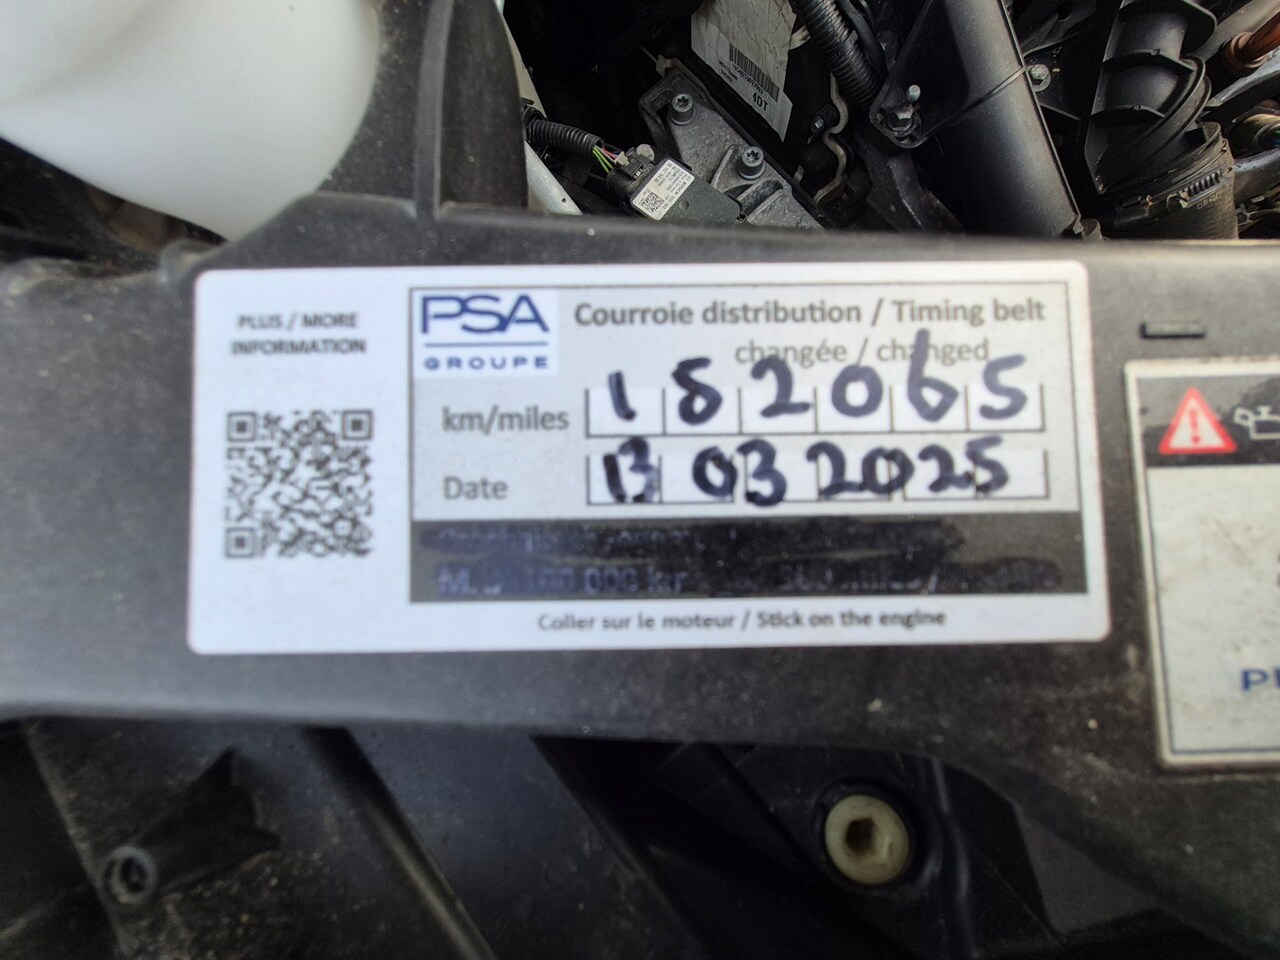 4DT
PLUS / MORE
INFORMATION
PSA
GROUPE
Courroie distribution / Timing belt
changée / changed
km/miles 182065
Date 13 03 2025
Coller sur le moteur / Stick on the engine